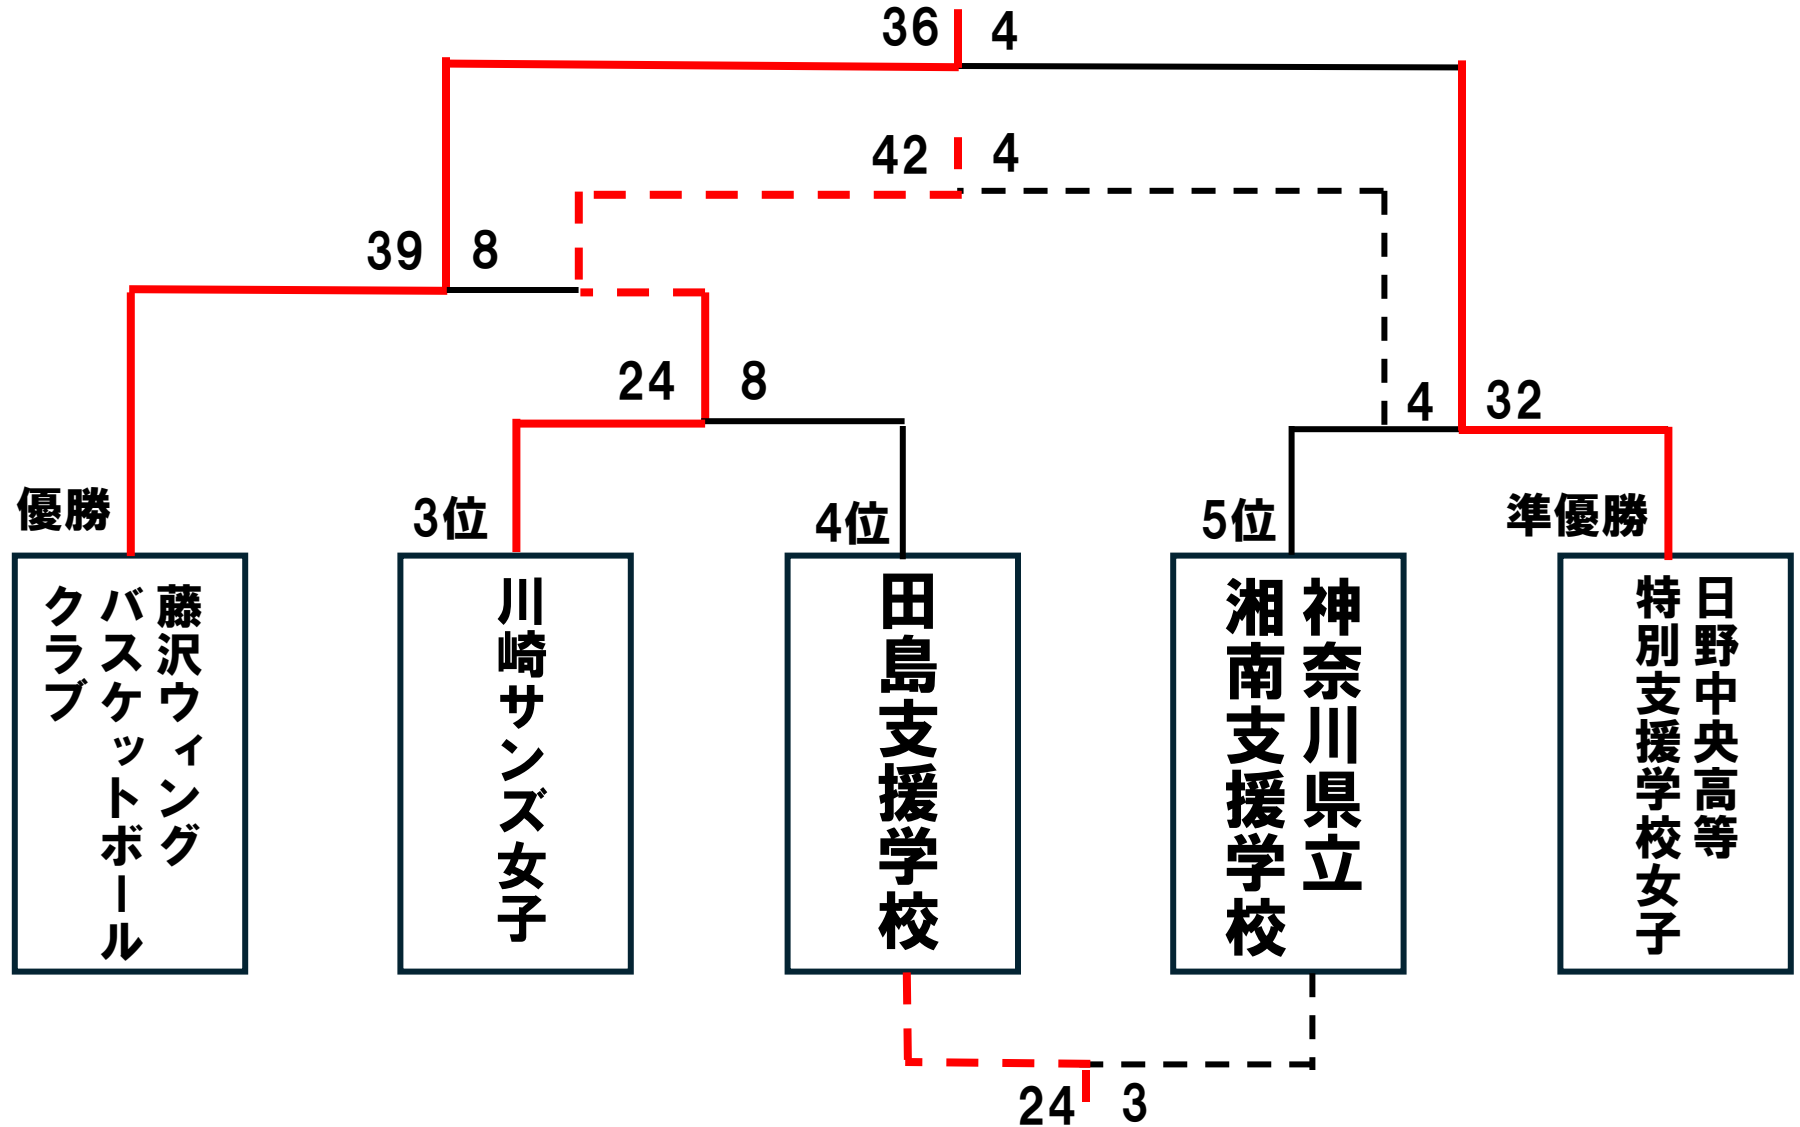 36 4
42 4
39 8
24 8
4 32
優勝
3位
4位
5位
準優勝
藤沢ウィング
バスケットボール
クラブ
川崎サンズ女子
田島支援学校
神奈川県立
湘南支援学校
日野中央高等
特別支援学校女子
24 3